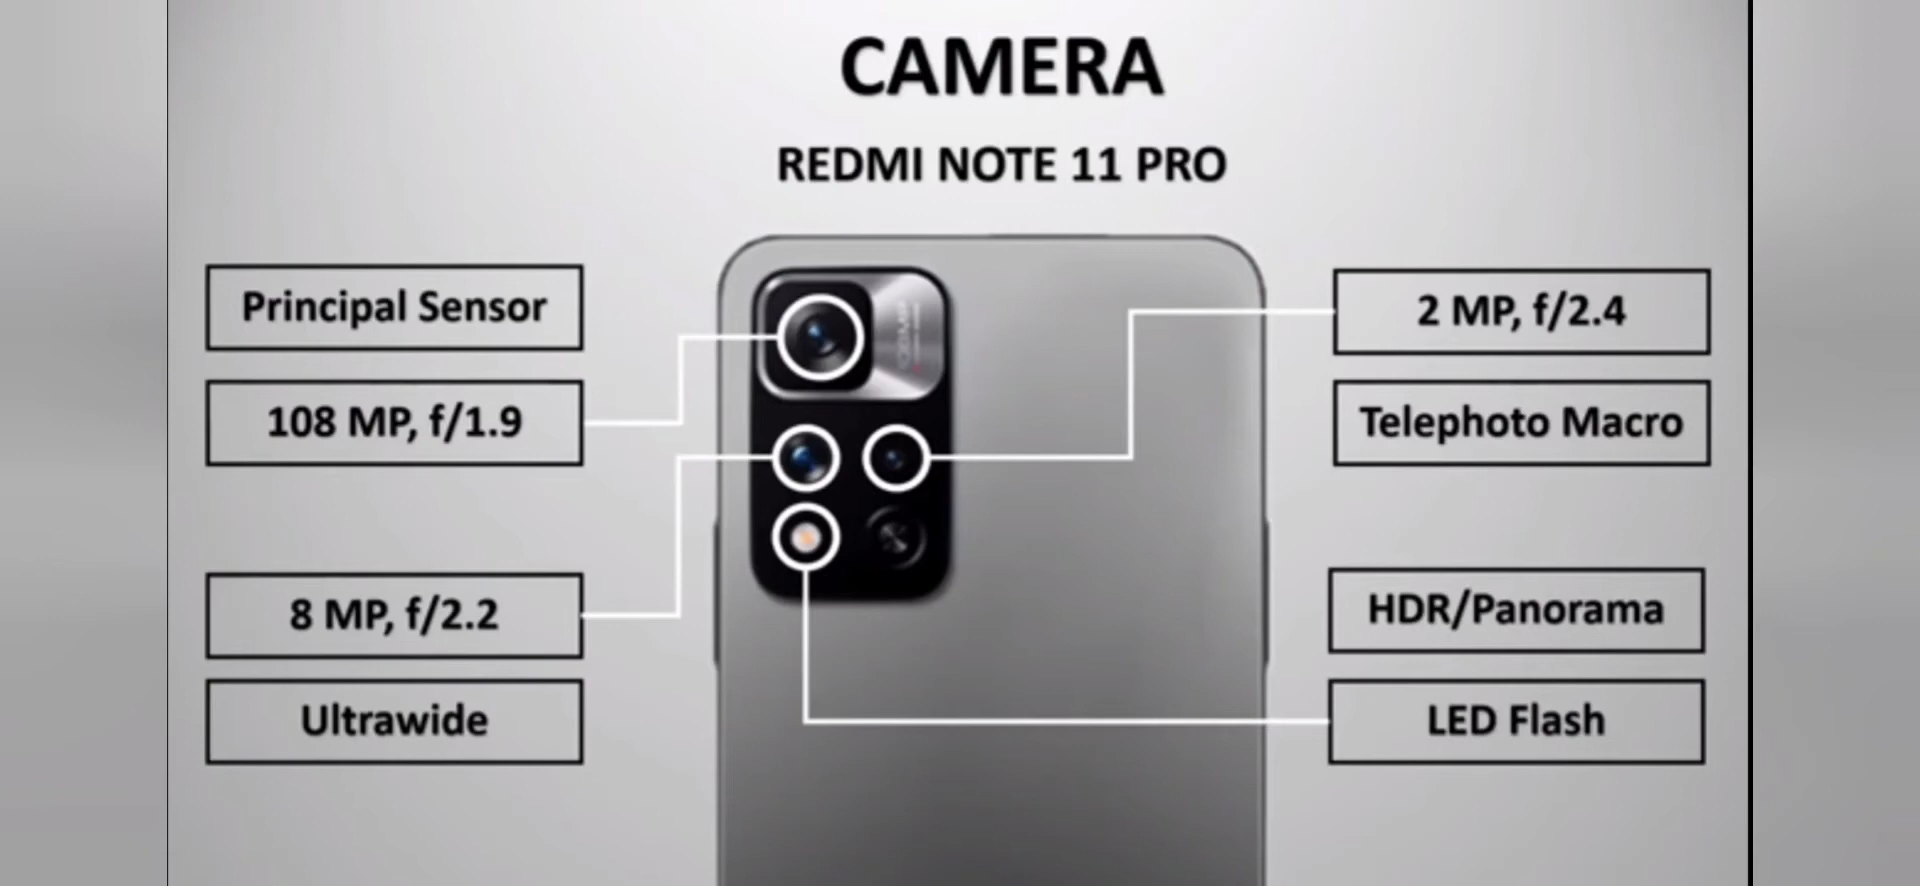 CAMERA
REDMI NOTE 11 PRO
Principal Sensor
108 MP, f/1.9
8 MP, f/2.2
Ultrawide
2 MP, f/2.4
Telephoto Macro
HDR/Panorama
LED Flash